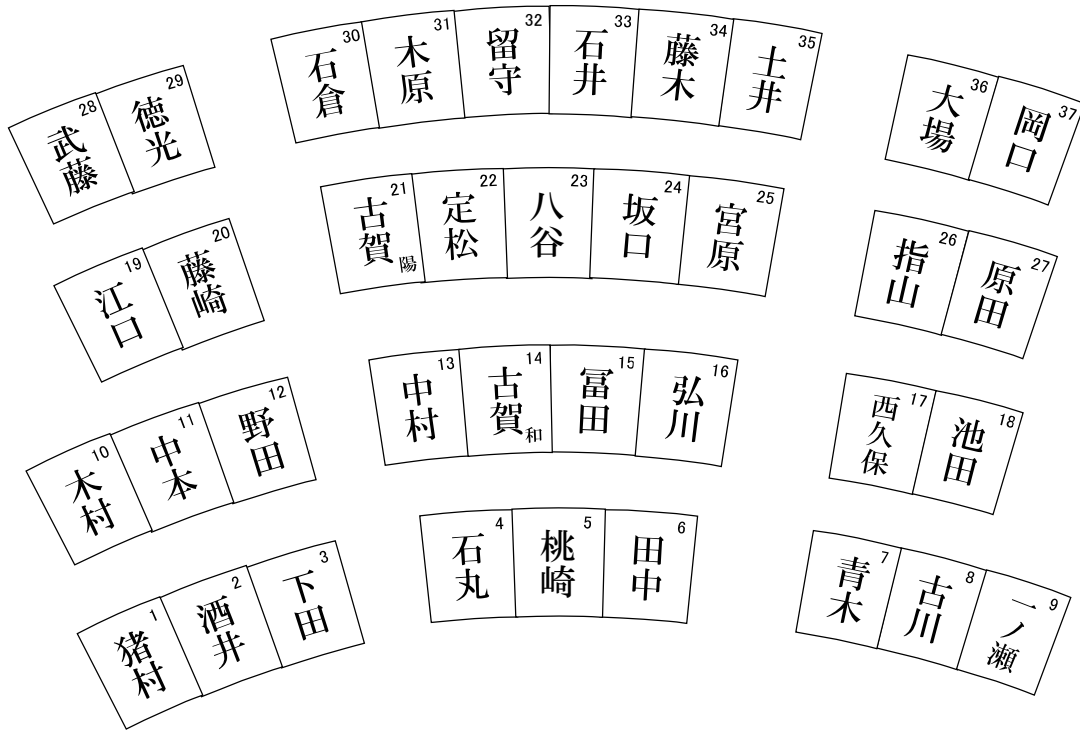 1 猪村
2 酒井
3 下田
4 石丸
5 桃崎
6 田中
7 青木
8 古川
9 一ノ瀬
10 木村
11 中本
12 野田
13 中村
14 古賀 和
15 冨田
16 弘川
17 西久保
18 池田
19 江口
20 藤崎
21 古賀 陽
22 定松
23 八谷
24 坂口
25 宮原
26 指山
27 原田
28 武藤
29 徳光
30 石倉
31 木原
32 留守
33 石井
34 藤木
35 土井
36 大場
37 岡口